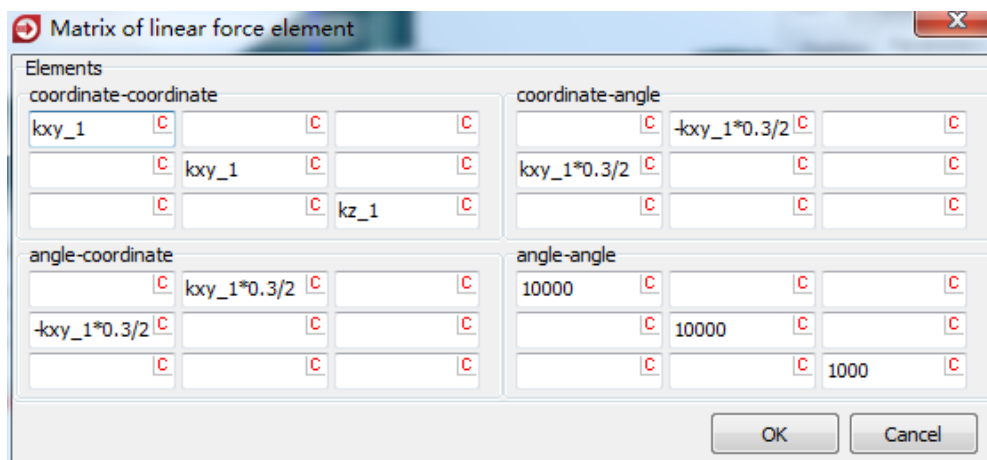 Matrix of linear force element
Elements
coordinate-coordinate
kxy_1 C C C
C kxy_1 C C
C C kz_1 C
coordinate-angle
C -kxy_1*0.3/2 C C
kxy_1*0.3/2 C C C
C C C
angle-coordinate
C kxy_1*0.3/2 C C
-kxy_1*0.3/2 C C C
C C C
angle-angle
10000 C C C
C 10000 C C
C C 1000 C
OK Cancel